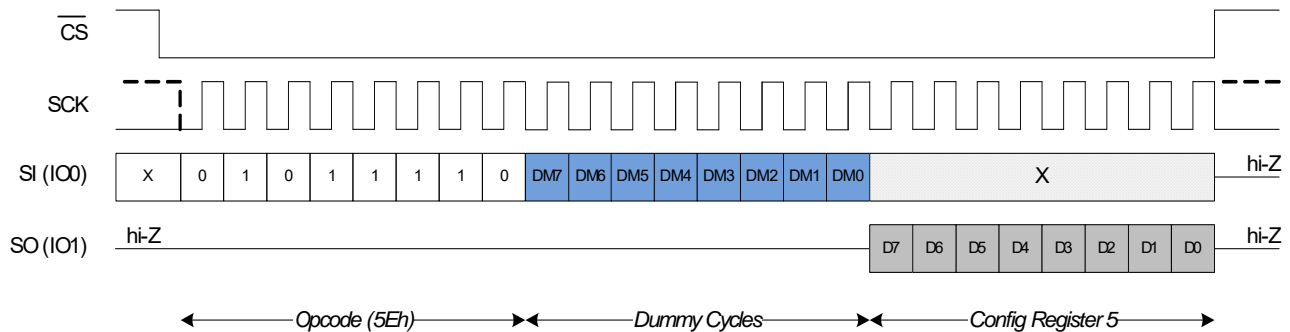 CS
SCK
SI (IO0) X 0 1 0 1 1 1 1 0 DM7 DM6 DM5 DM4 DM3 DM2 DM1 DM0 X hi-Z
SO (IO1) hi-Z D7 D6 D5 D4 D3 D2 D1 D0 hi-Z
Opcode (5Eh) Dummy Cycles Config Register 5